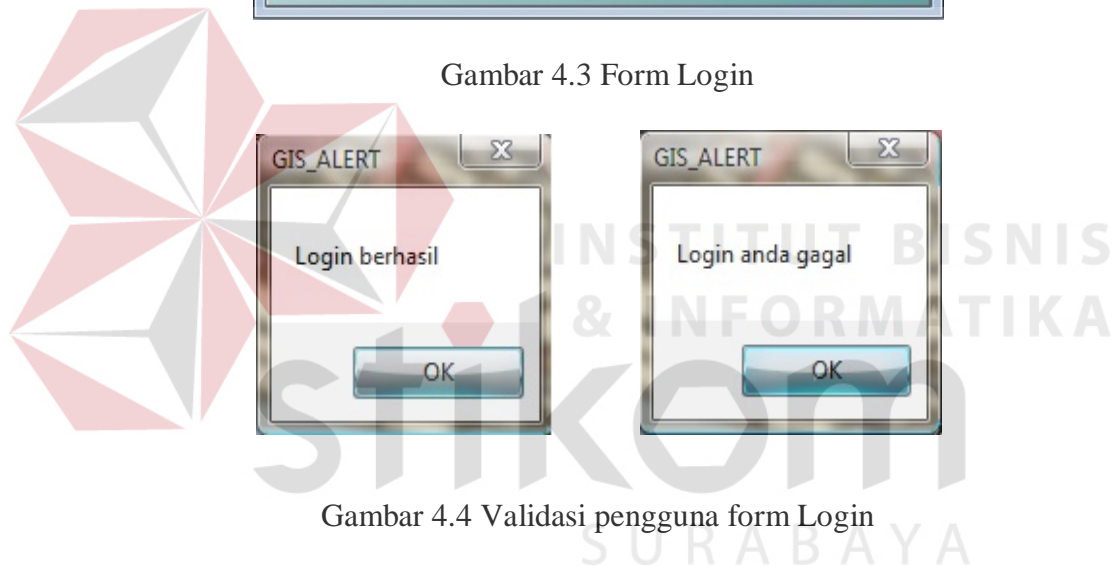 Gambar 4.3 Form Login
GIS_ALERT
Login berhasil
OK
GIS_ALERT
Login anda gagal
OK
INSTITUT BISNIS
& INFORMATIKA
stikom
SURABAYA
Gambar 4.4 Validasi pengguna form Login